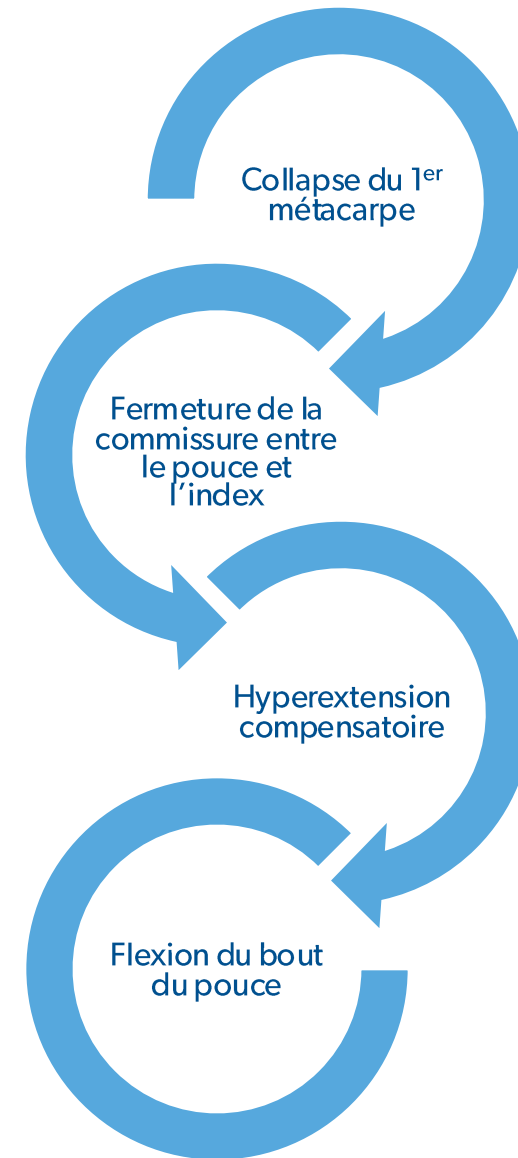 Collapse du 1er
métacarpe
Fermeture de la
commissure entre
le pouce et
l’index
Hyperextension
compensatoire
Flexion du bout
du pouce